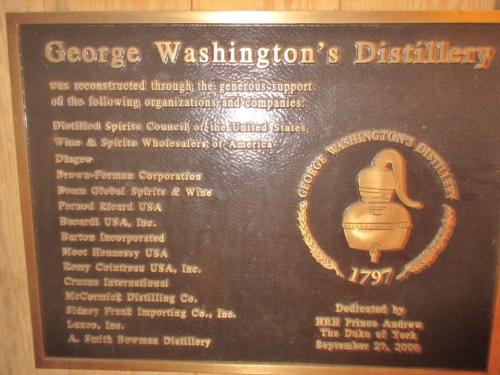 George Washington's Distillery
was reconstructed through the generous support
of the following organizations and companies:
Distilled Spirits Council of the United States
Wine & Spirits Wholesalers of America
Diageo
Brown-Forman Corporation
Beam Global Spirits & Wine
Pernod Ricard USA
Bacardi USA, Inc.
Barton Incorporated
Moet Hennessy USA
Remy Cointreau USA, Inc.
Cruzan International
McCormick Distilling Co.
Sidney Frank Importing Co., Inc.
Luxco, Inc.
A. Smith Bowman Distillery
GEORGE WASHINGTON'S DISTILLERY
1797
Dedicated by
HRH Prince Andrew
The Duke of York
September 27, 2006